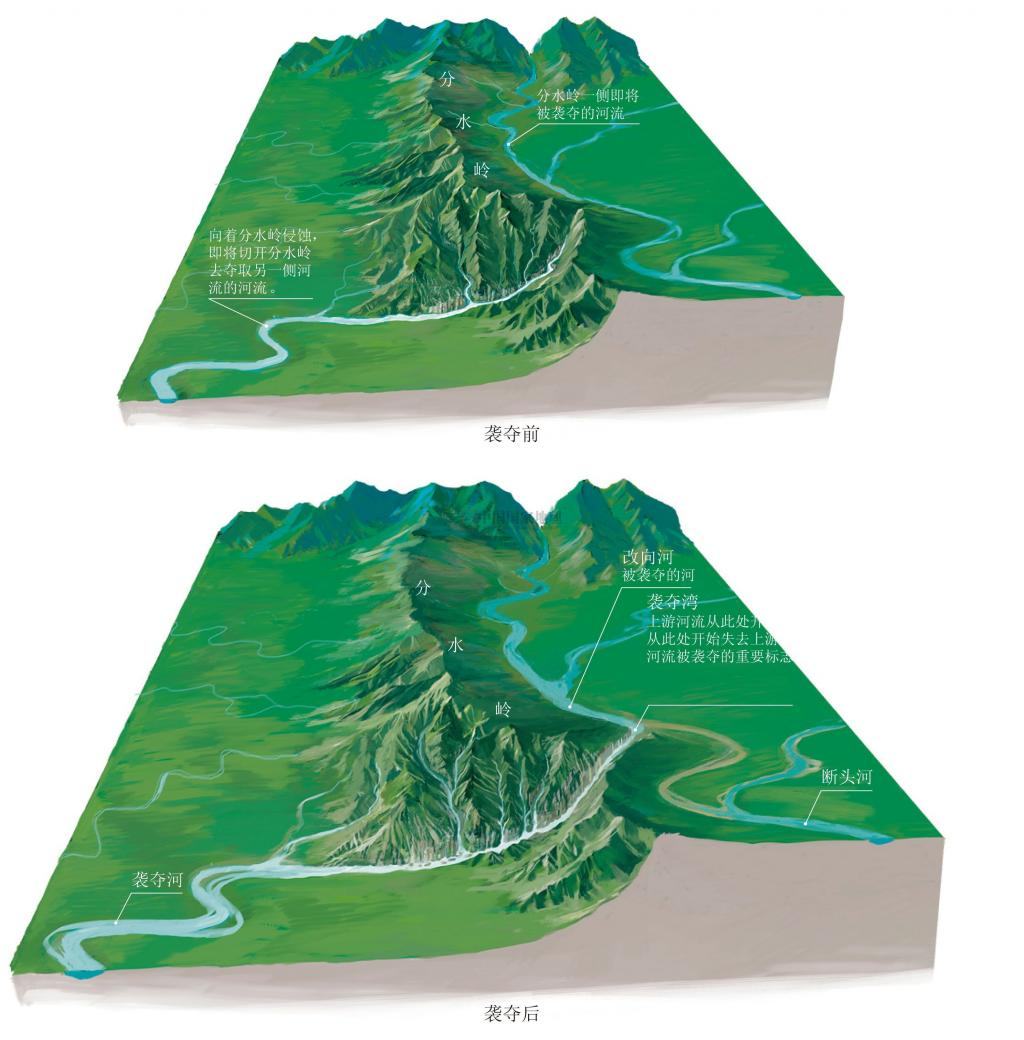 分
水
岭
分水岭一侧即将
被袭夺的河流
向着分水岭侵蚀，
即将切开分水岭
去夺取另一侧河
流的河流。
袭夺前
改向河
被袭夺的河
分
水
岭
袭夺湾
上游河流从此处
从此处开始失去上游
河流被袭夺的重要标志
断头河
袭夺河
袭夺后